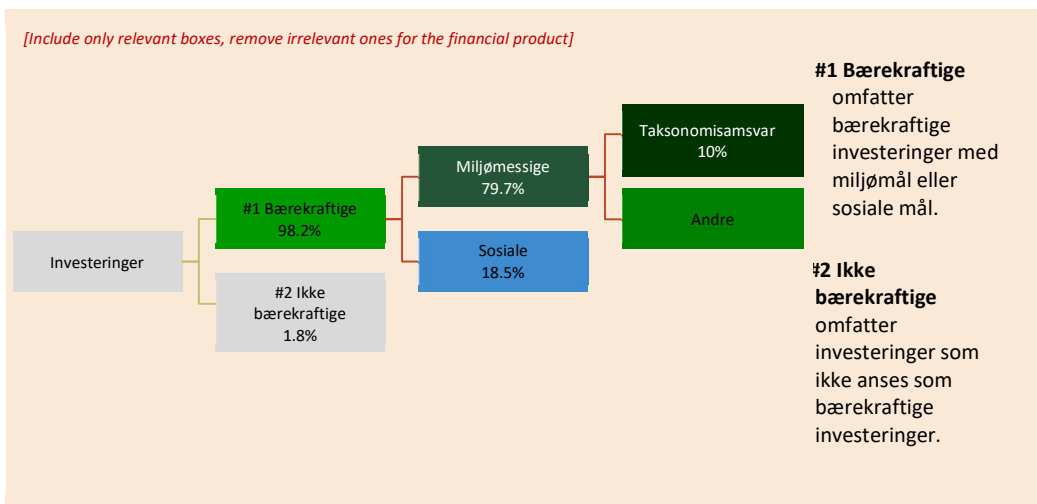 [Include only relevant boxes, remove irrelevant ones for the financial product]
Investeringer
#1 Bærekraftige
98.2%
#2 Ikke
bærekraftige
1.8%
Miljømessige
79.7%
Sosiale
18.5%
Taksonomisamsvar
10%
Andre
#1 Bærekraftige
omfatter
bærekraftige
investeringer med
miljømål eller
sosiale mål.
#2 Ikke
bærekraftige
omfatter
investeringer som
ikke anses som
bærekraftige
investeringer.